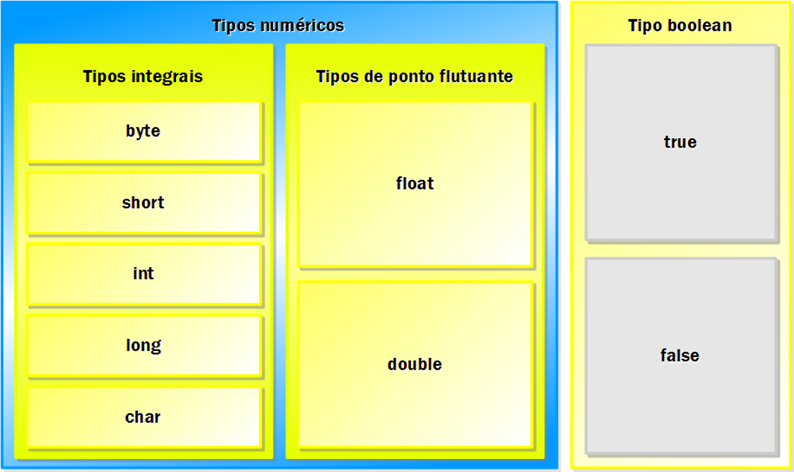 Tipos numéricos
Tipos integrais
byte
short
int
long
char
Tipos de ponto flutuante
float
double
Tipo boolean
true
false